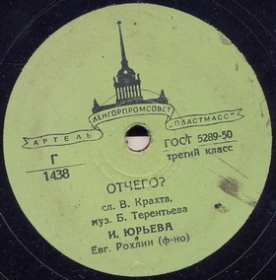 ЛЕНГОРПРОМСОВЕТ
АРТЕЛЬ
"ПЛАСТМАСС"
Г
1438
ГОСТ 5289-50
третий класс
ОТЧЕГО?
сл. В. Крахта,
муз. Б. Терентьева
И. ЮРЬЕВА
Евг. Рохлин (ф-но)